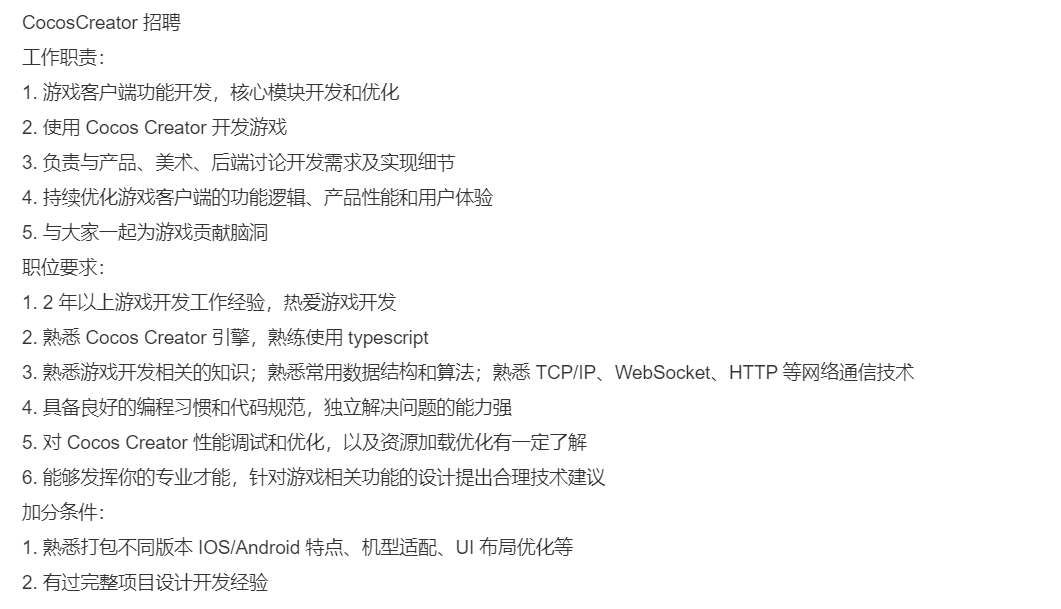 CocosCreator 招聘
工作职责：
1. 游戏客户端功能开发，核心模块开发和优化
2. 使用 Cocos Creator 开发游戏
3. 负责与产品、美术、后端讨论开发需求及实现细节
4. 持续优化游戏客户端的功能逻辑、产品性能和用户体验
5. 与大家一起为游戏贡献脑洞
职位要求：
1. 2 年以上游戏开发工作经验，热爱游戏开发
2. 熟悉 Cocos Creator 引擎，熟练使用 typescript
3. 熟悉游戏开发相关的知识；熟悉常用数据结构和算法；熟悉 TCP/IP、WebSocket、HTTP 等网络通信技术
4. 具备良好的编程习惯和代码规范，独立解决问题的能力强
5. 对 Cocos Creator 性能调试和优化，以及资源加载优化有一定了解
6. 能够发挥你的专业才能，针对游戏相关功能的设计提出合理技术建议
加分条件：
1. 熟悉打包不同版本 IOS/Android 特点、机型适配、UI 布局优化等
2. 有过完整项目设计开发经验